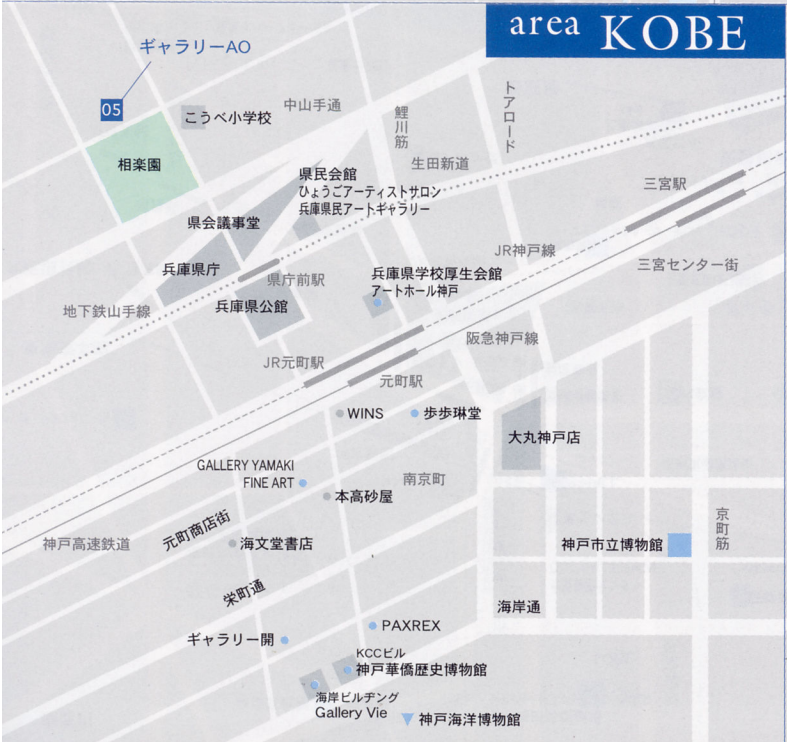 area KOBE
ギャラリーAO
05
こうべ小学校
中山手通
鯉川筋
トアロード
相楽園
生田新道
県民会館
ひょうごアーティストサロン
兵庫県民アートギャラリー
三宮駅
県会議事堂
JR神戸線
三宮センター街
兵庫県庁
県庁前駅
兵庫県学校厚生会館
アートホール神戸
地下鉄山手線
兵庫県公館
阪急神戸線
JR元町駅
元町駅
WINS
歩歩琳堂
大丸神戸店
GALLERY YAMAKI
FINE ART
南京町
本高砂屋
京町筋
元町商店街
神戸高速鉄道
海文堂書店
神戸市立博物館
栄町通
海岸通
PAXREX
ギャラリー開
KCCビル
神戸華僑歴史博物館
海岸ビルヂング
Gallery Vie
神戸海洋博物館